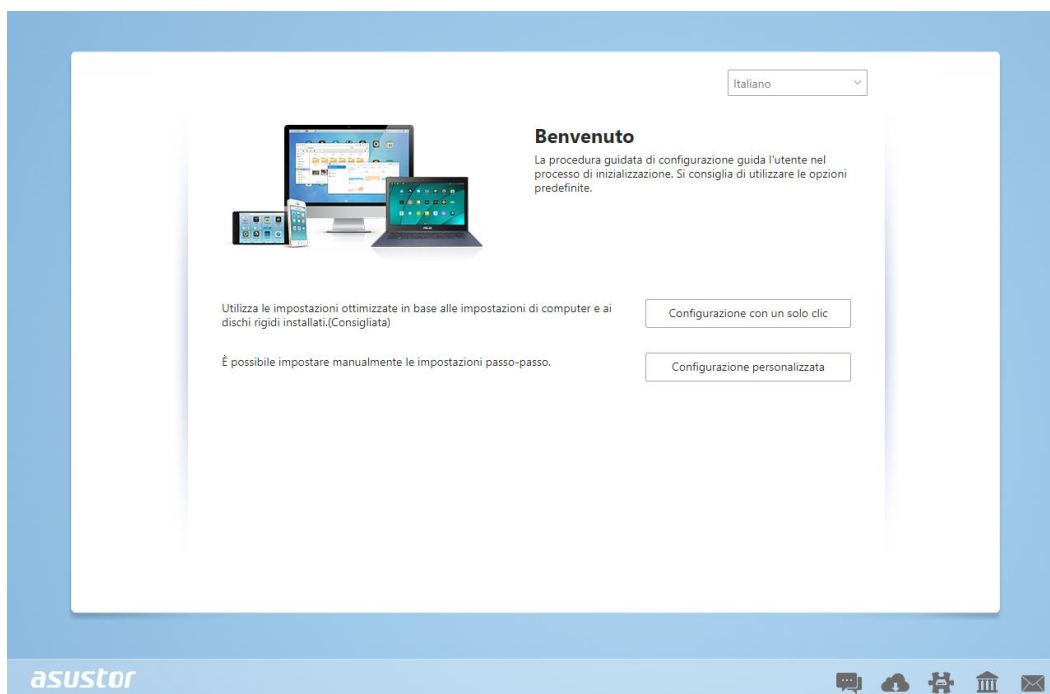 Italiano
Benvenuto
La procedura guidata di configurazione guida l'utente nel
processo di inizializzazione. Si consiglia di utilizzare le opzioni
predefinite.
Utilizza le impostazioni ottimizzate in base alle impostazioni di computer e ai
dischi rigidi installati.(Consigliata)
Configurazione con un solo clic
È possibile impostare manualmente le impostazioni passo-passo.
Configurazione personalizzata
asustor